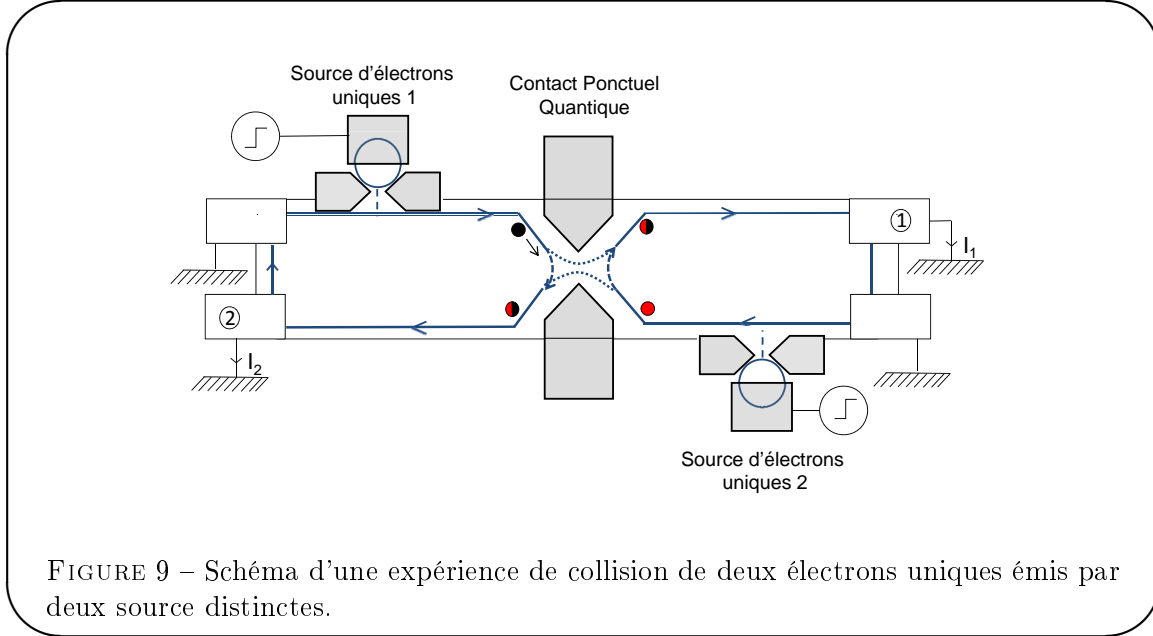 Source d'électrons
uniques 1
Contact Ponctuel
Quantique
①
I1
②
I2
Source d'électrons
uniques 2
FIGURE 9 – Schéma d'une expérience de collision de deux électrons uniques émis par
deux source distinctes.